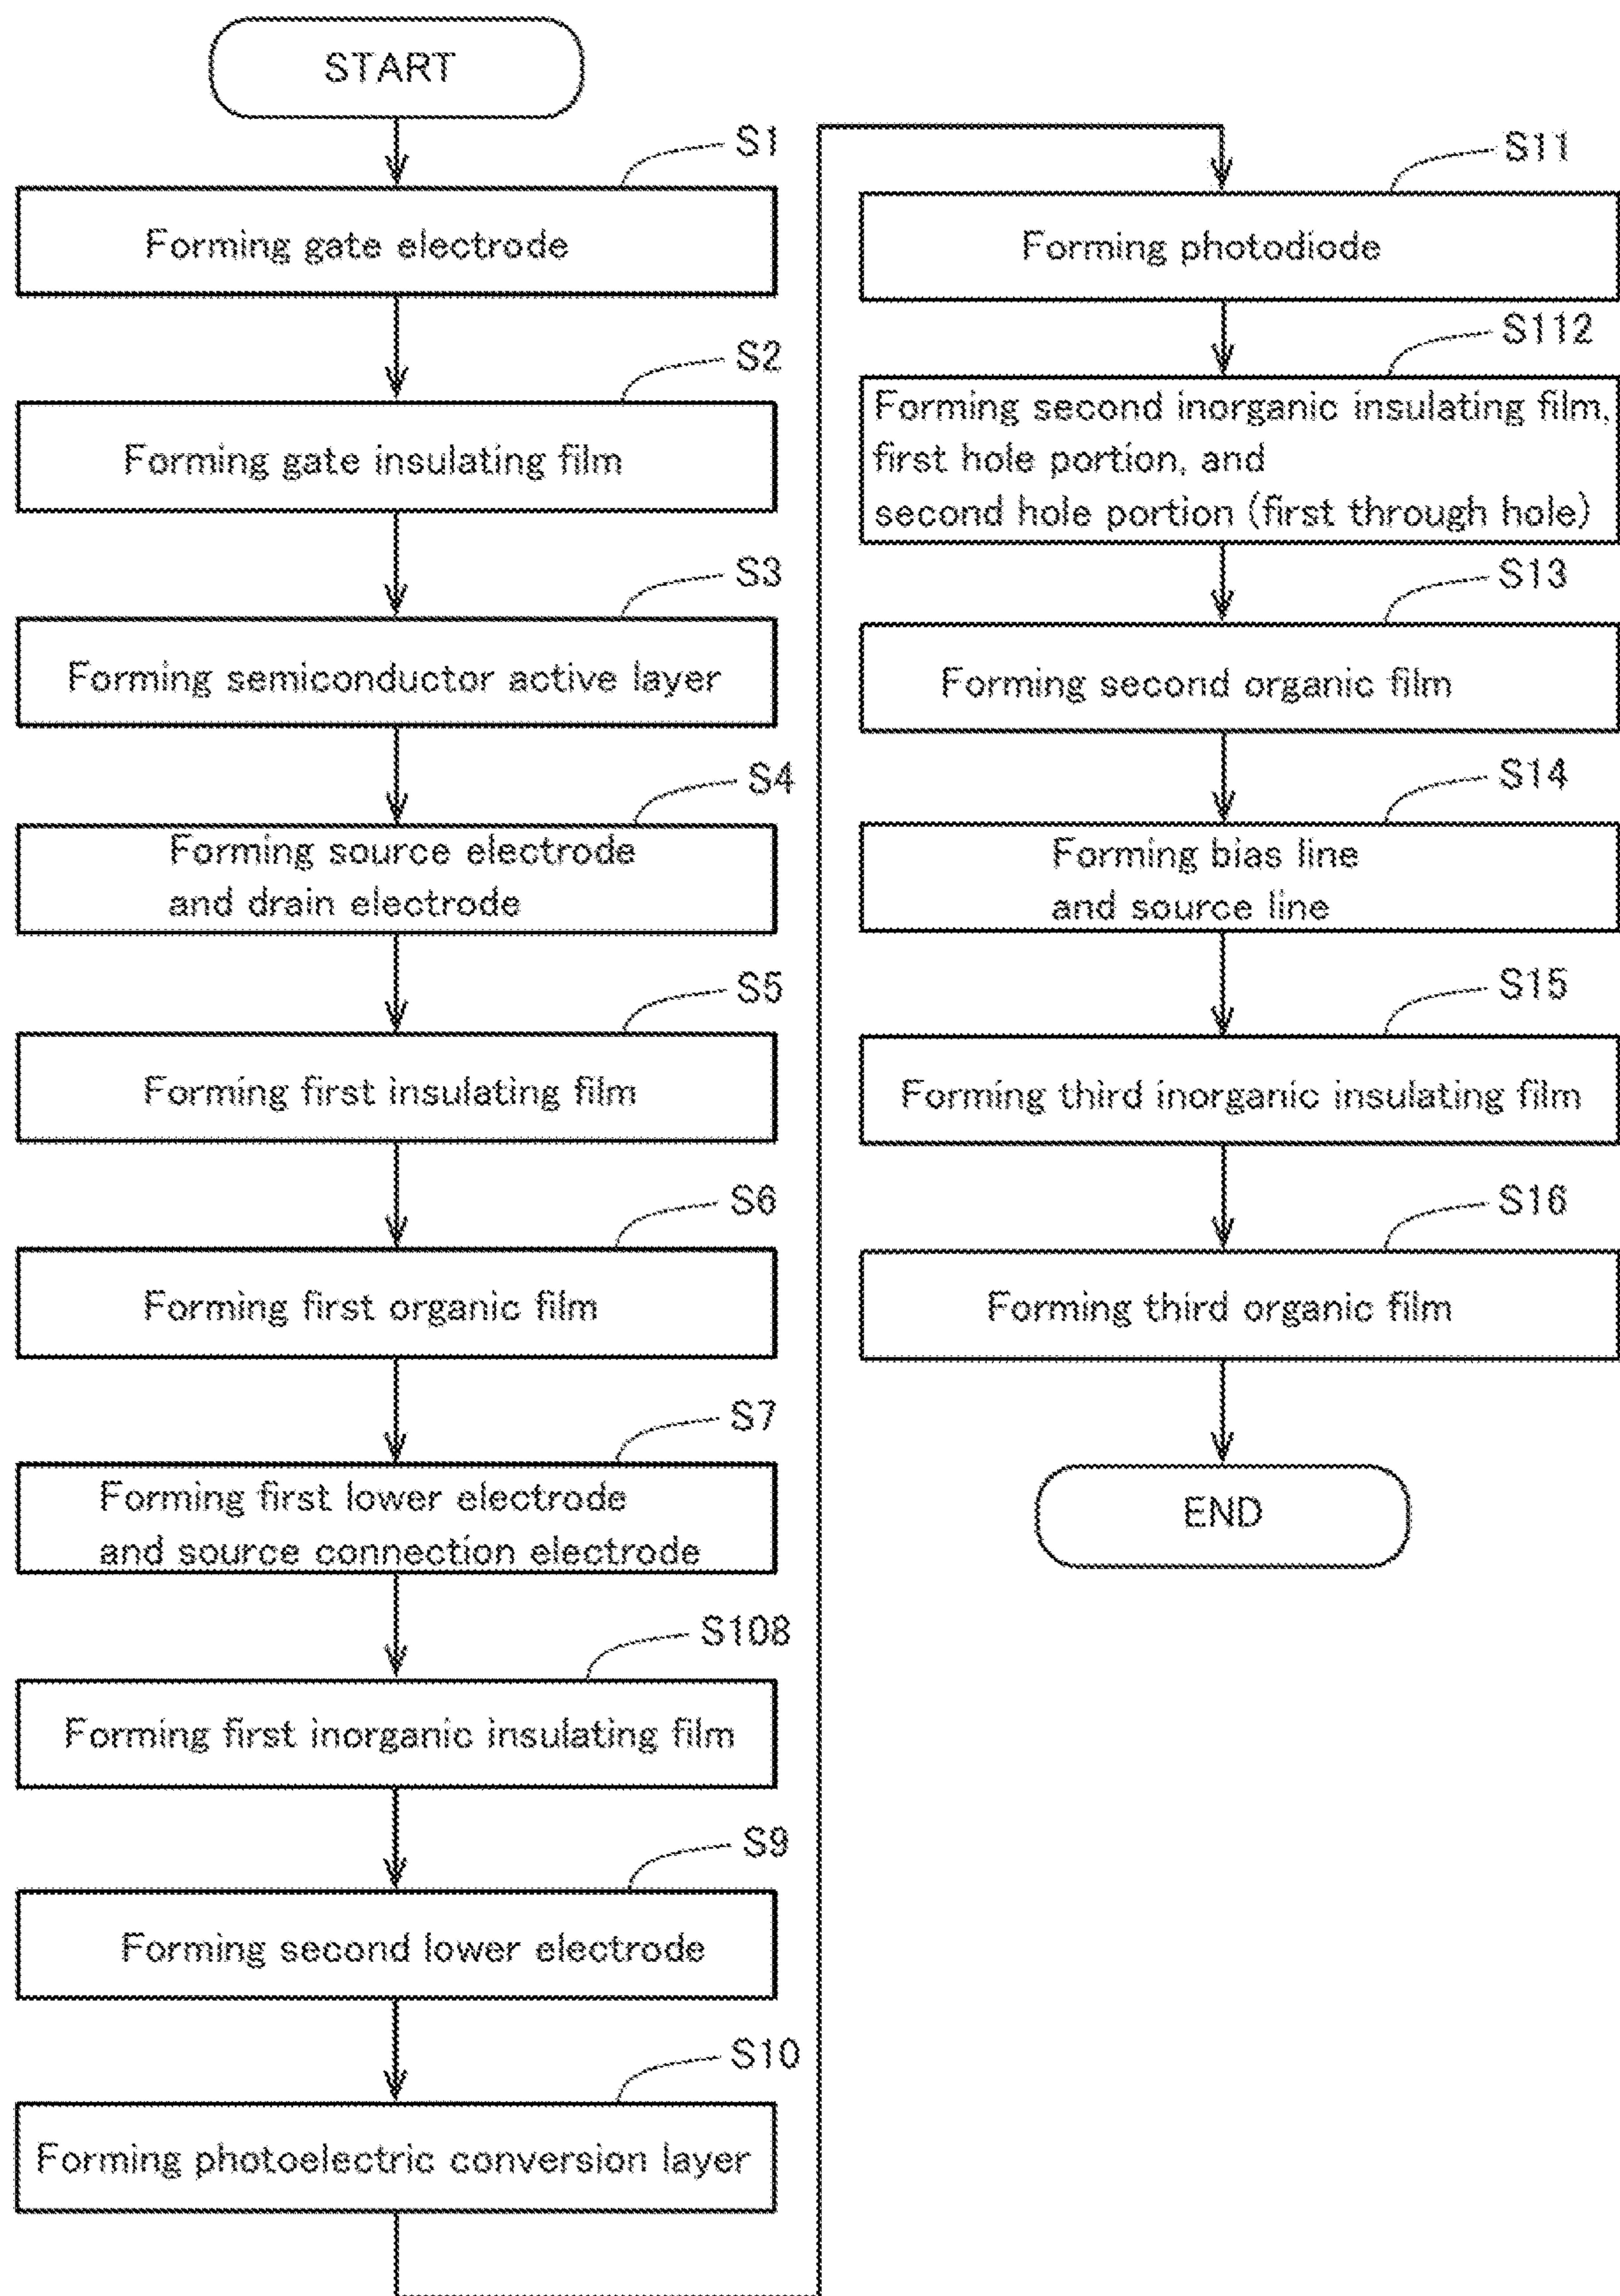 START
S1
Forming gate electrode
S2
Forming gate insulating film
S3
Forming semiconductor active layer
S4
Forming source electrode
and drain electrode
S5
Forming first insulating film
S6
Forming first organic film
S7
Forming first lower electrode
and source connection electrode
S108
Forming first inorganic insulating film
S9
Forming second lower electrode
S10
Forming photoelectric conversion layer
S11
Forming photodiode
S112
Forming second inorganic insulating film,
first hole portion, and
second hole portion (first through hole)
S13
Forming second organic film
S14
Forming bias line
and source line
S15
Forming third inorganic insulating film
S16
Forming third organic film
END